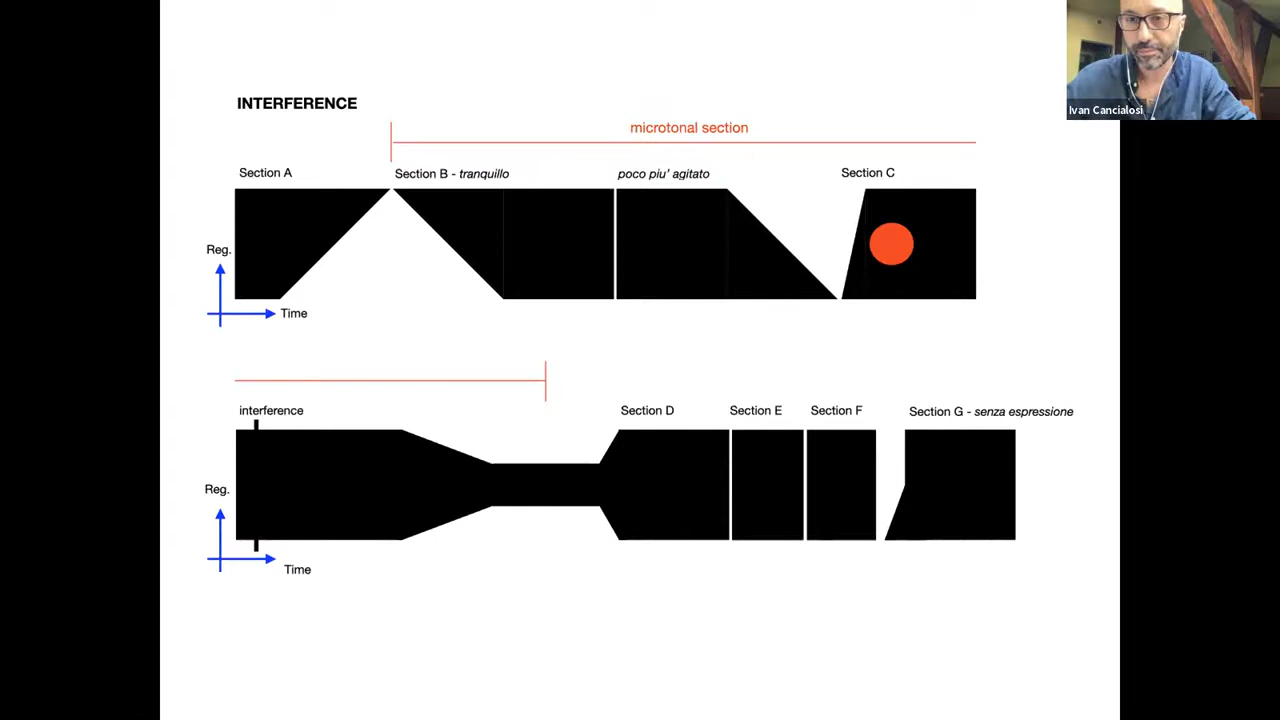 Ivan Cancialosi
INTERFERENCE
microtonal section
Section A
Section B - tranquillo
poco piu' agitato
Section C
Reg.
Time
interference
Section D
Section E
Section F
Section G - senza espressione
Reg.
Time